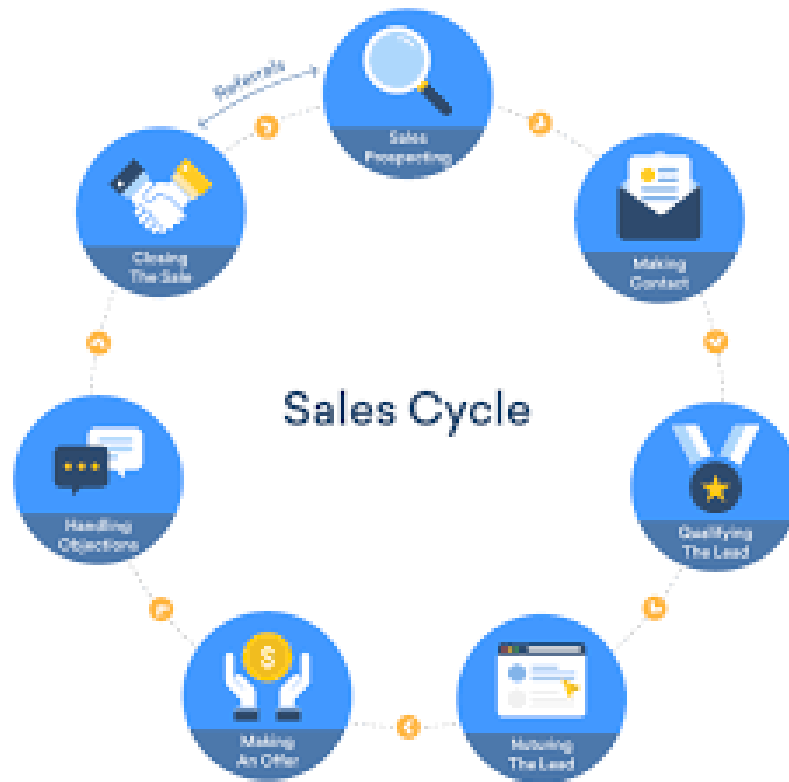 Referrals
Sales
Prospecting
Making
Contact
Qualifying
The Lead
Nuturing
The Lead
Making
An Offer
Handling
Objections
Closing
The Sale
Sales Cycle
$